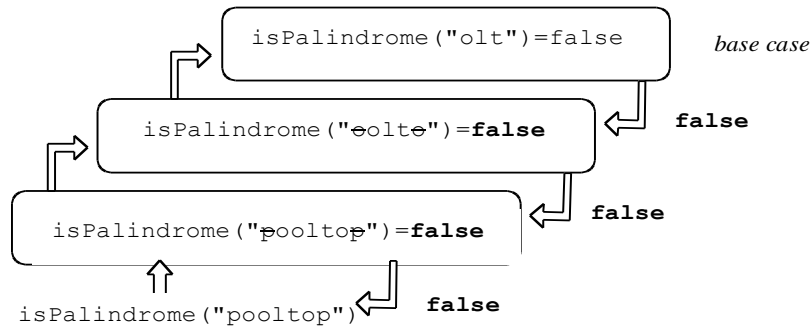 isPalindrome("olt")=false
base case
isPalindrome("oolto")=false
false
isPalindrome("pooltop")=false
false
isPalindrome("pooltop")
false